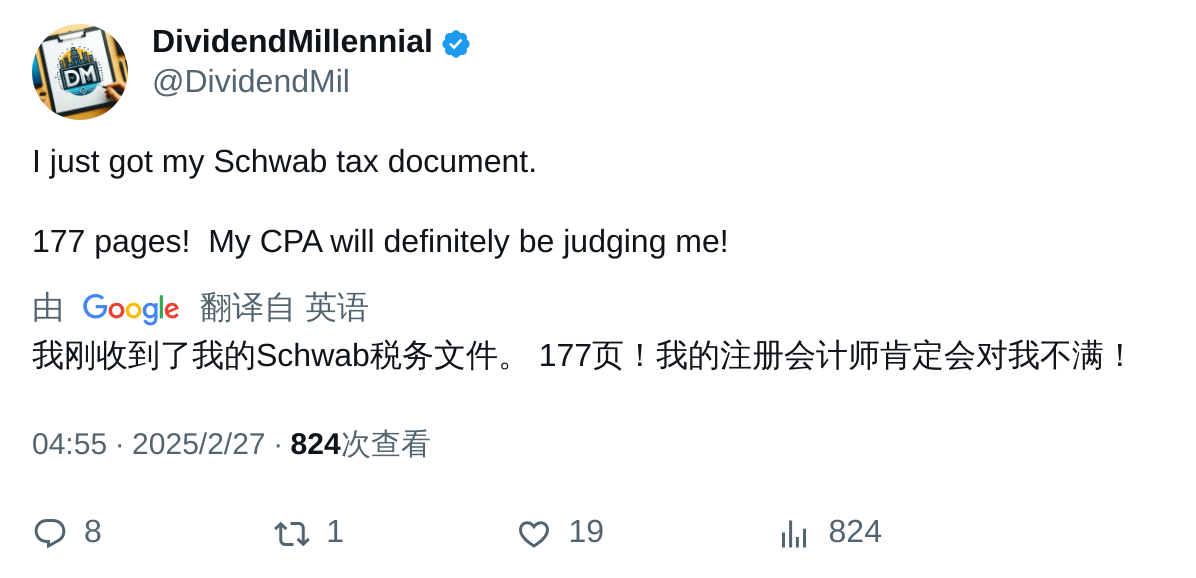 DividendMillennial
@DividendMil
DM
I just got my Schwab tax document.
177 pages!  My CPA will definitely be judging me!
由 Google 翻译自 英语
我刚收到了我的Schwab税务文件。 177页！我的注册会计师肯定会对我不满！
04:55 · 2025/2/27 · 824次查看
8 1 19 824